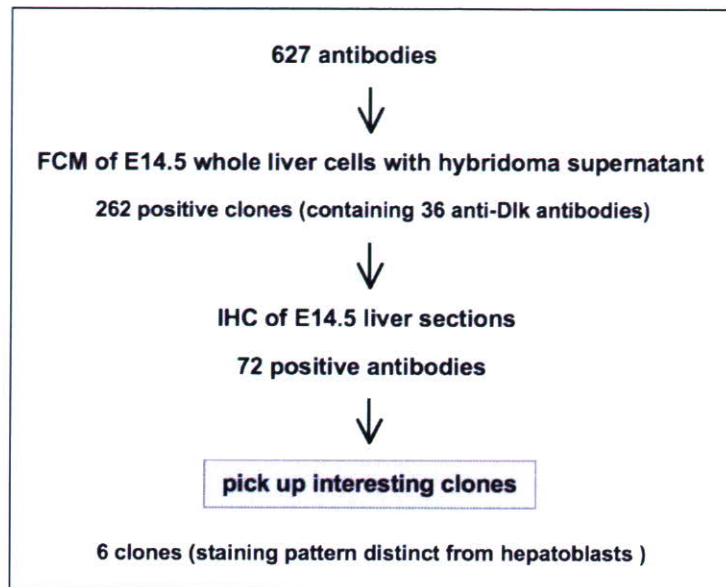 627 antibodies
FCM of E14.5 whole liver cells with hybridoma supernatant
262 positive clones (containing 36 anti-Dlk antibodies)
IHC of E14.5 liver sections
72 positive antibodies
pick up interesting clones
6 clones (staining pattern distinct from hepatoblasts )